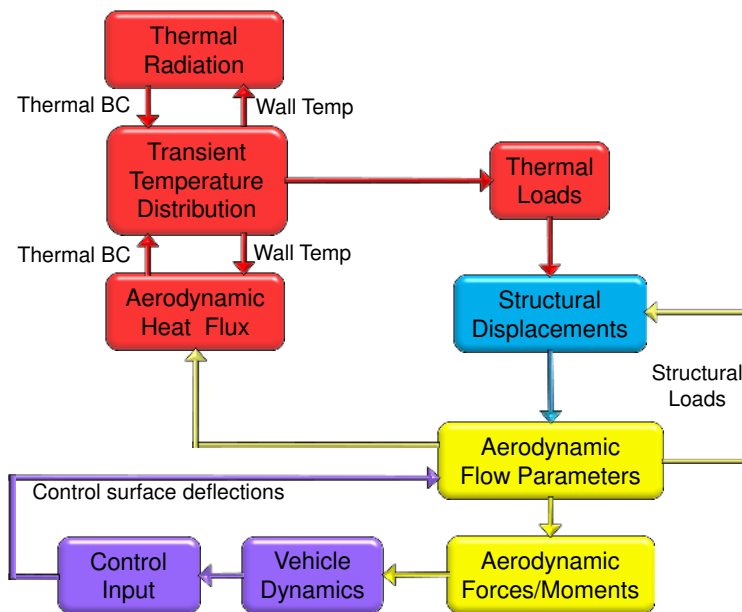 Thermal
Radiation
Thermal BC
Wall Temp
Transient
Temperature
Distribution
Thermal
Loads
Thermal BC
Wall Temp
Aerodynamic
Heat Flux
Structural
Displacements
Structural
Loads
Aerodynamic
Flow Parameters
Control surface deflections
Control
Input
Vehicle
Dynamics
Aerodynamic
Forces/Moments